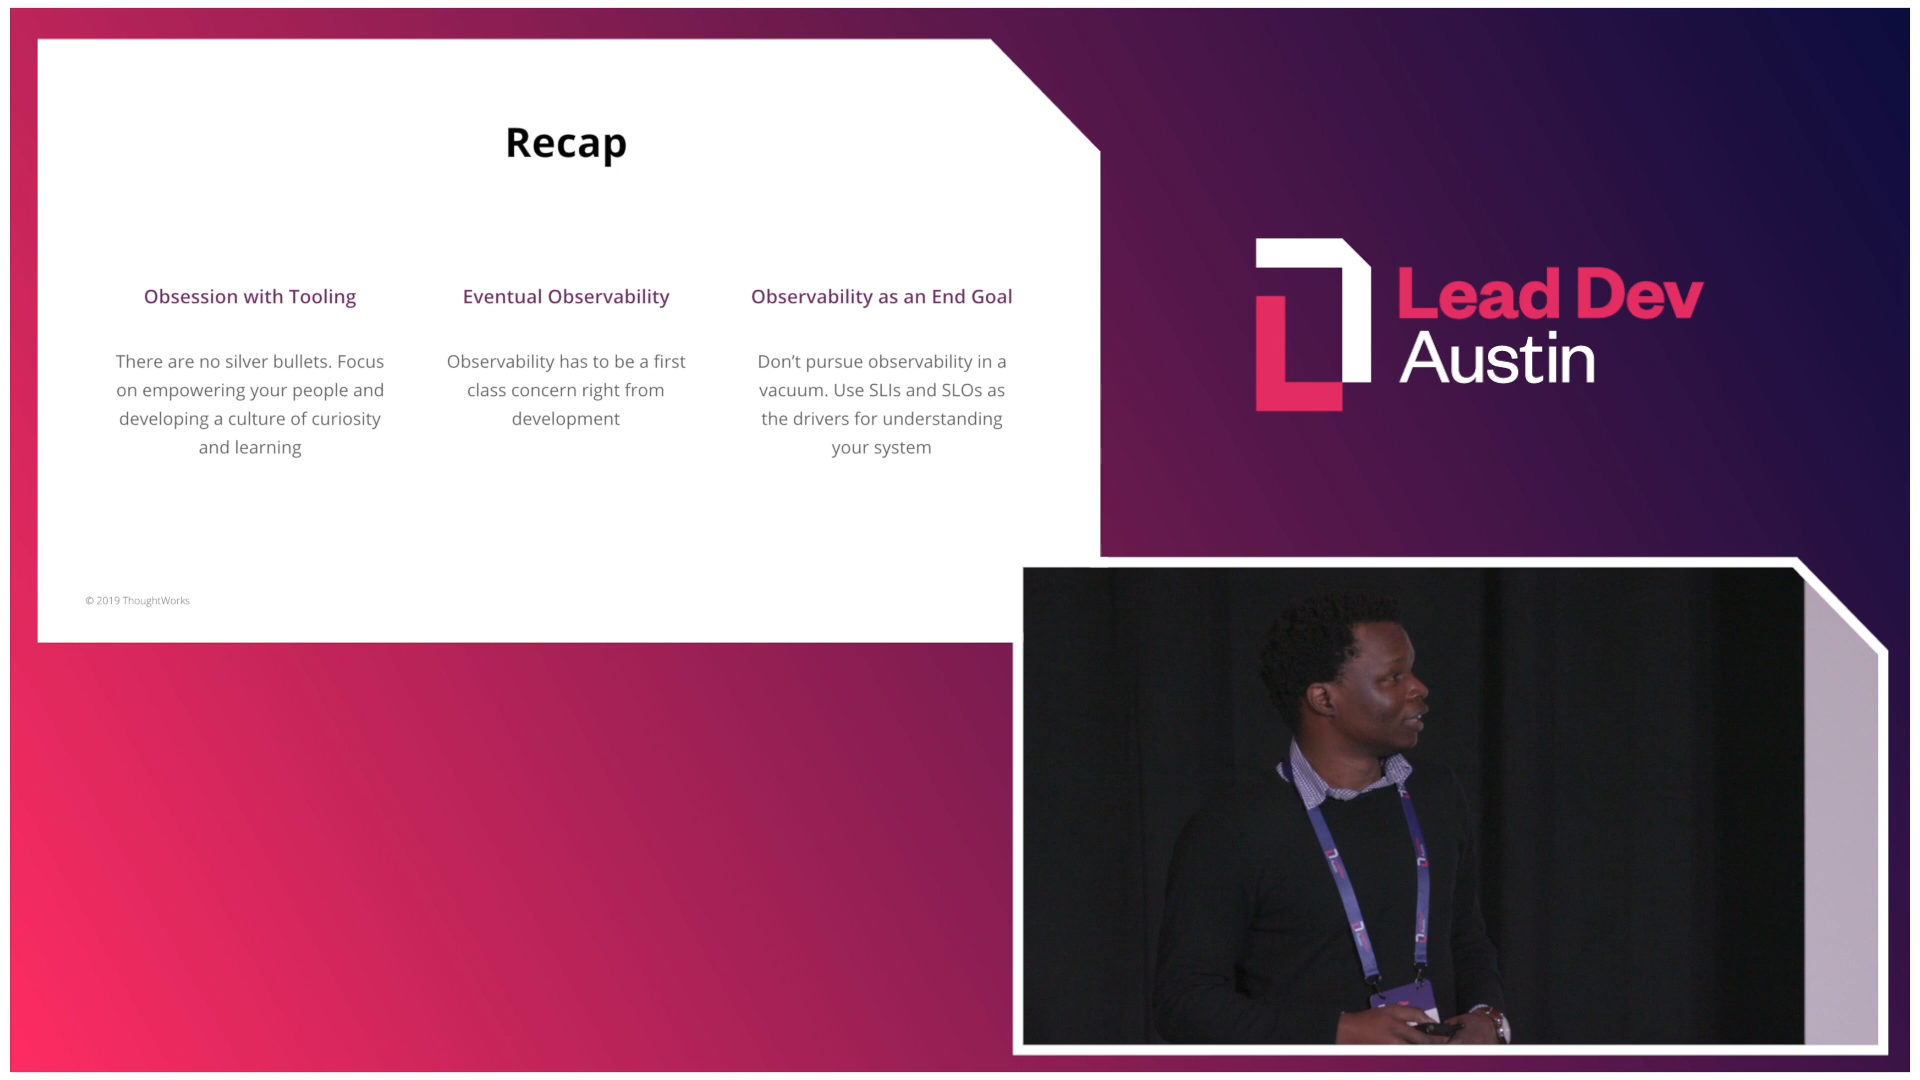 Recap
Obsession with Tooling
There are no silver bullets. Focus
on empowering your people and
developing a culture of curiosity
and learning
Eventual Observability
Observability has to be a first
class concern right from
development
Observability as an End Goal
Don’t pursue observability in a
vacuum. Use SLIs and SLOs as
the drivers for understanding
your system
© 2019 ThoughtWorks
Lead Dev
Austin